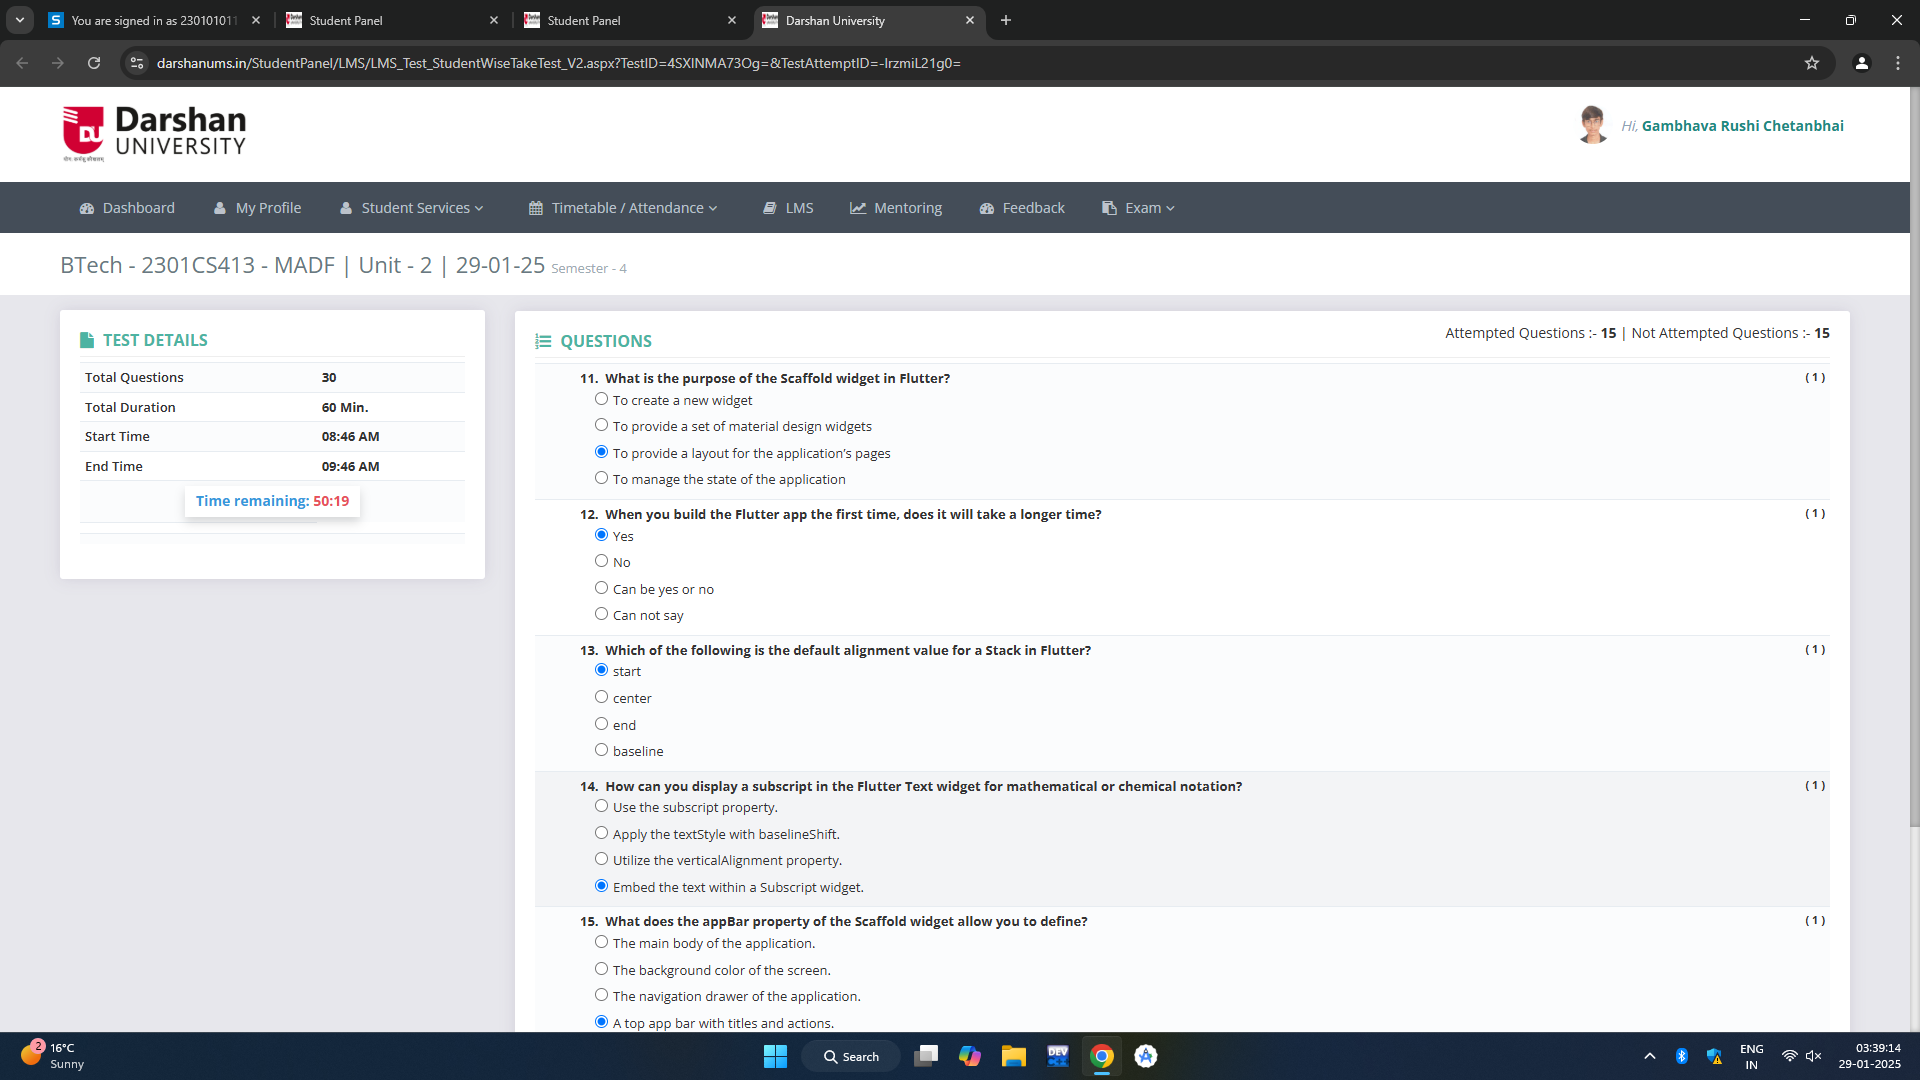 You are signed in as 230101011
Student Panel
Student Panel
Darshan University
darshanums.in/StudentPanel/LMS/LMS_Test_StudentWiseTakeTest_V2.aspx?TestID=4SXINMA73Og=&TestAttemptID=-IrzmiL21g0=
Darshan
UNIVERSITY
Hi, Gambhava Rushi Chetanbhai
Dashboard
My Profile
Student Services
Timetable / Attendance
LMS
Mentoring
Feedback
Exam
BTech - 2301CS413 - MADF | Unit - 2 | 29-01-25 Semester - 4
TEST DETAILS
Total Questions 30
Total Duration 60 Min.
Start Time 08:46 AM
End Time 09:46 AM
Time remaining: 50:19
QUESTIONS
Attempted Questions :- 15 | Not Attempted Questions :- 15
11. What is the purpose of the Scaffold widget in Flutter? ( 1 )
To create a new widget
To provide a set of material design widgets
To provide a layout for the application's pages
To manage the state of the application
12. When you build the Flutter app the first time, does it will take a longer time? ( 1 )
Yes
No
Can be yes or no
Can not say
13. Which of the following is the default alignment value for a Stack in Flutter? ( 1 )
start
center
end
baseline
14. How can you display a subscript in the Flutter Text widget for mathematical or chemical notation? ( 1 )
Use the subscript property.
Apply the textStyle with baselineShift.
Utilize the verticalAlignment property.
Embed the text within a Subscript widget.
15. What does the appBar property of the Scaffold widget allow you to define? ( 1 )
The main body of the application.
The background color of the screen.
The navigation drawer of the application.
A top app bar with titles and actions.
2
16°C
Sunny
Search
DEV
ENG
IN
03:39:14
29-01-2025